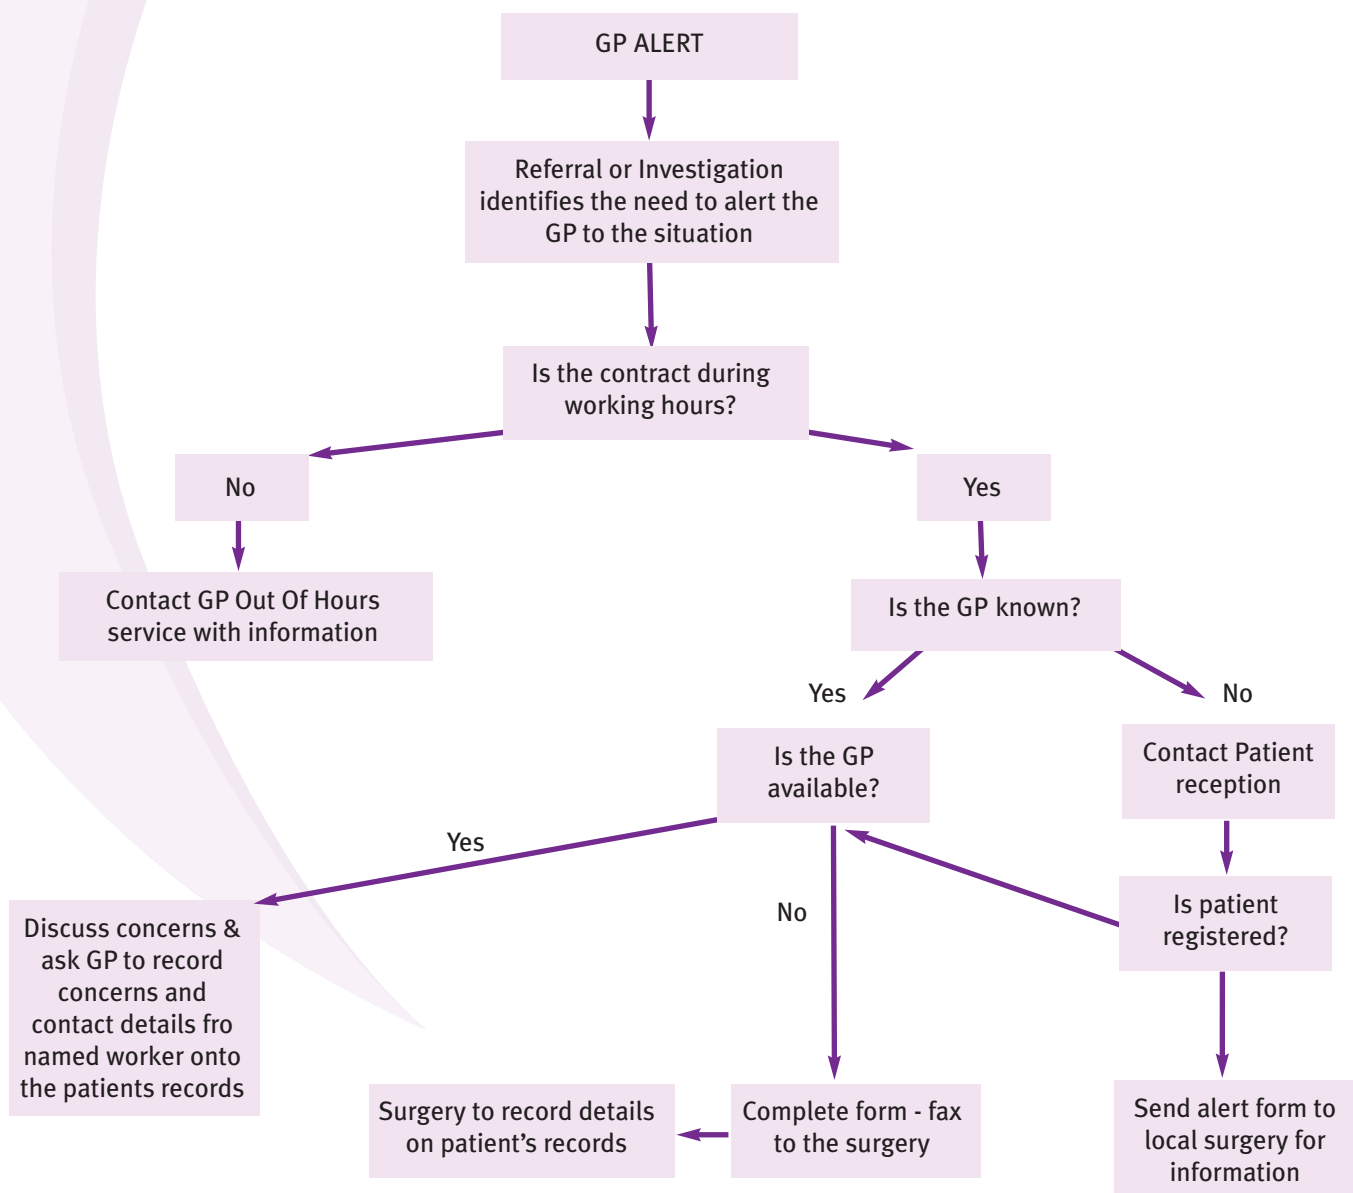 GP ALERT
Referral or Investigation
identifies the need to alert the
GP to the situation
Is the contract during
working hours?
No
Yes
Contact GP Out Of Hours
service with information
Is the GP known?
Yes
No
Is the GP
available?
Contact Patient
reception
Yes
No
Is patient
registered?
Discuss concerns &
ask GP to record
concerns and
contact details fro
named worker onto
the patients records
Surgery to record details
on patient’s records
Complete form - fax
to the surgery
Send alert form to
local surgery for
information